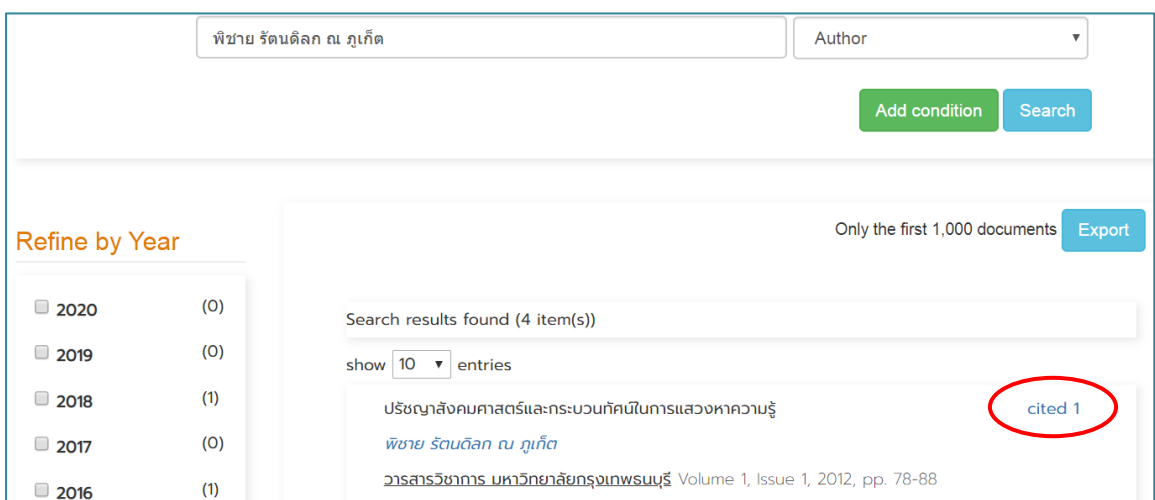 พิชาย รัตนดิลก ณ ภูเก็ต Author
Add condition Search
Refine by Year
Only the first 1,000 documents Export
2020 (0)
2019 (0)
2018 (1)
2017 (0)
2016 (1)
Search results found (4 item(s))
show 10 entries
ปรัชญาสังคมศาสตร์และกระบวนทัศน์ในการแสวงหาความรู้ cited 1
พิชาย รัตนดิลก ณ ภูเก็ต
วารสารวิชาการ มหาวิทยาลัยกรุงเทพธนบุรี Volume 1, Issue 1, 2012, pp. 78-88